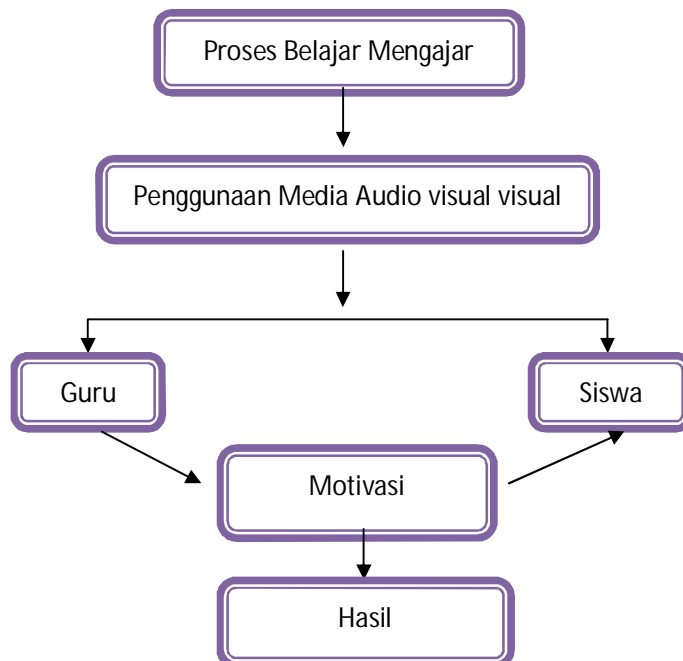 Proses Belajar Mengajar
Penggunaan Media Audio visual visual
Guru
Siswa
Motivasi
Hasil